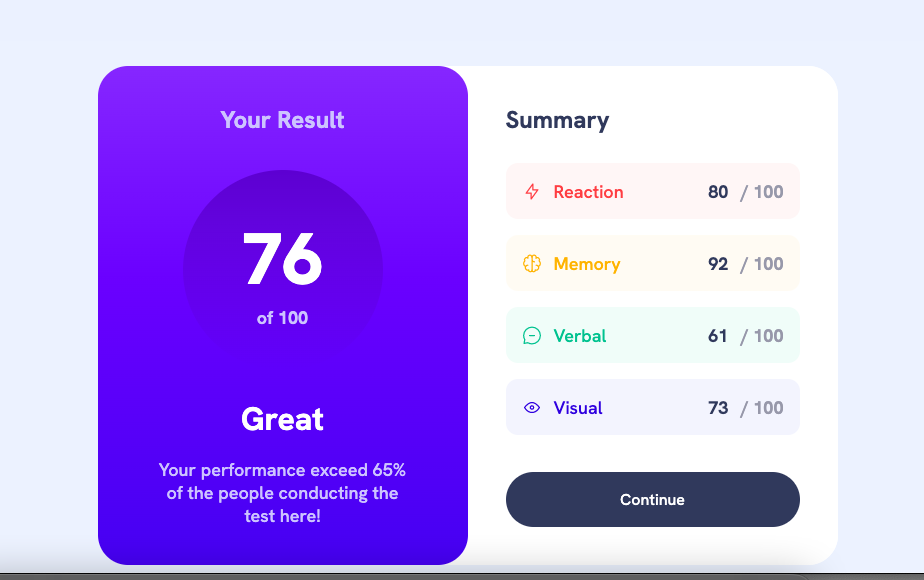 Your Result
76
of 100
Great
Your performance exceed 65%
of the people conducting the
test here!
Summary
Reaction 80 / 100
Memory 92 / 100
Verbal 61 / 100
Visual 73 / 100
Continue